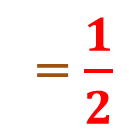 = 1/2